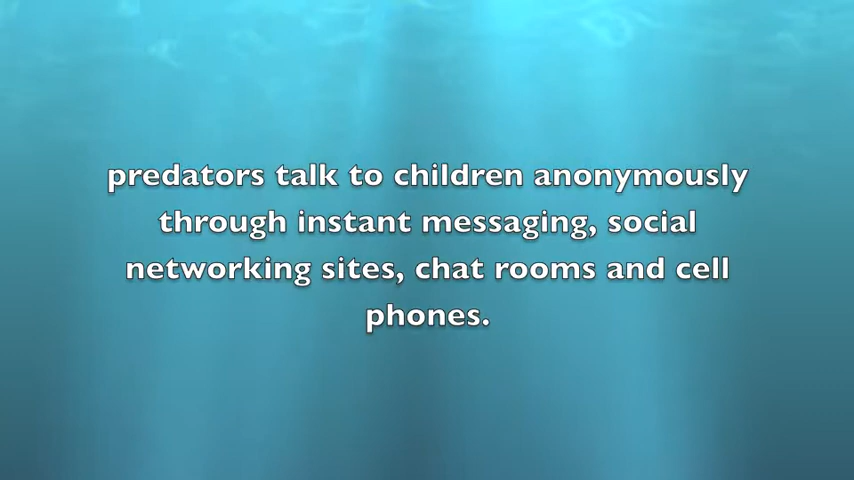 predators talk to children anonymously
through instant messaging, social
networking sites, chat rooms and cell
phones.